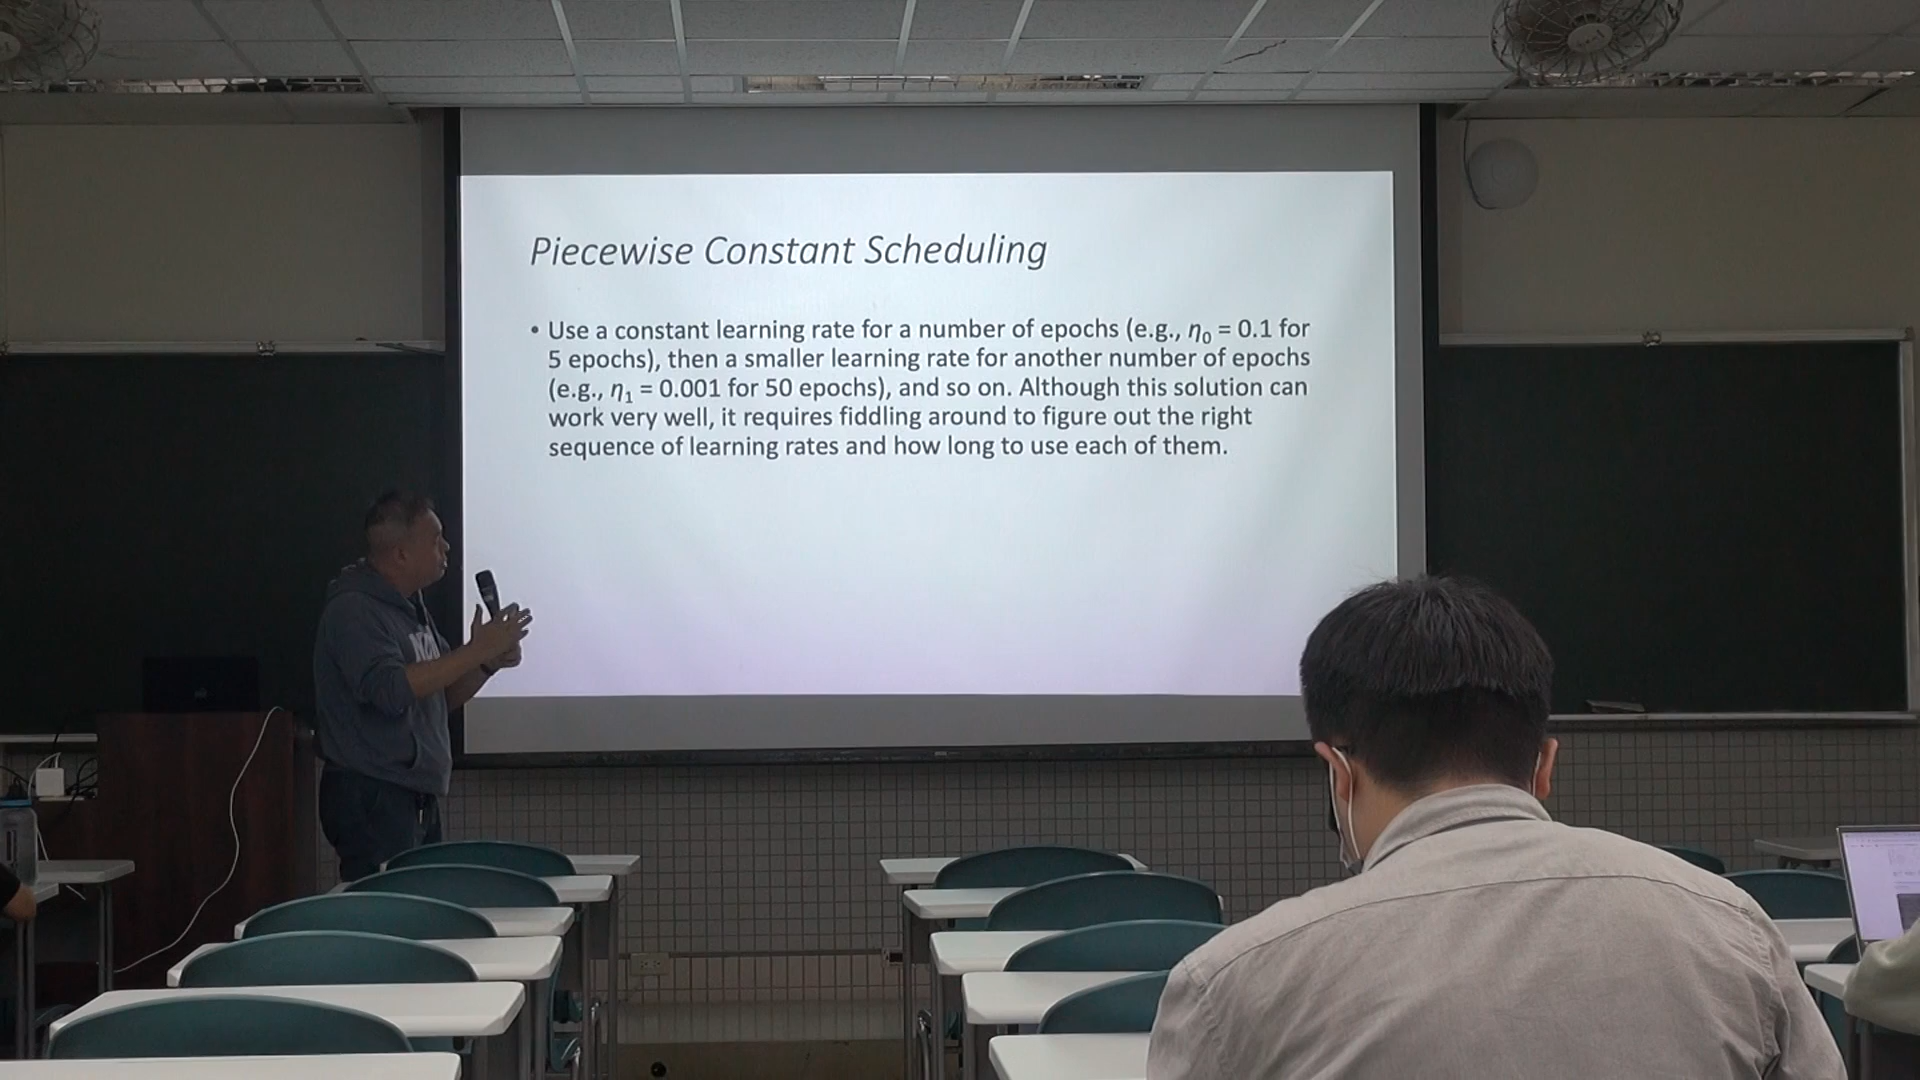 Piecewise Constant Scheduling
• Use a constant learning rate for a number of epochs (e.g., η₀ = 0.1 for
5 epochs), then a smaller learning rate for another number of epochs
(e.g., η₁ = 0.001 for 50 epochs), and so on. Although this solution can
work very well, it requires fiddling around to figure out the right
sequence of learning rates and how long to use each of them.